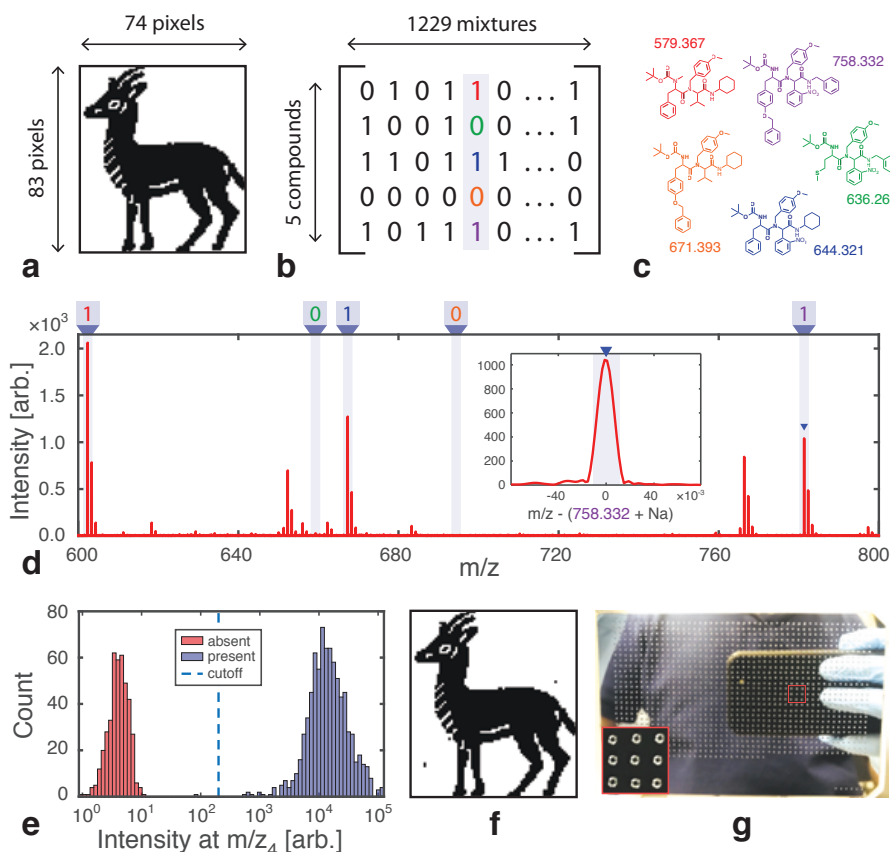 74 pixels
83 pixels
a
1229 mixtures
5 compounds
0 1 0 1 1 0 ... 1
1 0 0 1 0 0 ... 1
1 1 0 1 1 1 ... 0
0 0 0 0 0 0 ... 0
1 0 1 1 1 0 ... 1
b
579.367
758.332
636.26
671.393
644.321
c
1 0 1 0 1
×10³
Intensity [arb.]
2.0
1.5
1.0
0.5
0.0
600 640 680 720 760 800
m/z
1000
800
600
400
200
0
-40 0 40 ×10⁻³
m/z - (758.332 + Na)
d
Count
80
60
40
20
0
absent
present
cutoff
10⁰ 10¹ 10² 10³ 10⁴ 10⁵
Intensity at m/z₄ [arb.]
e
f
g